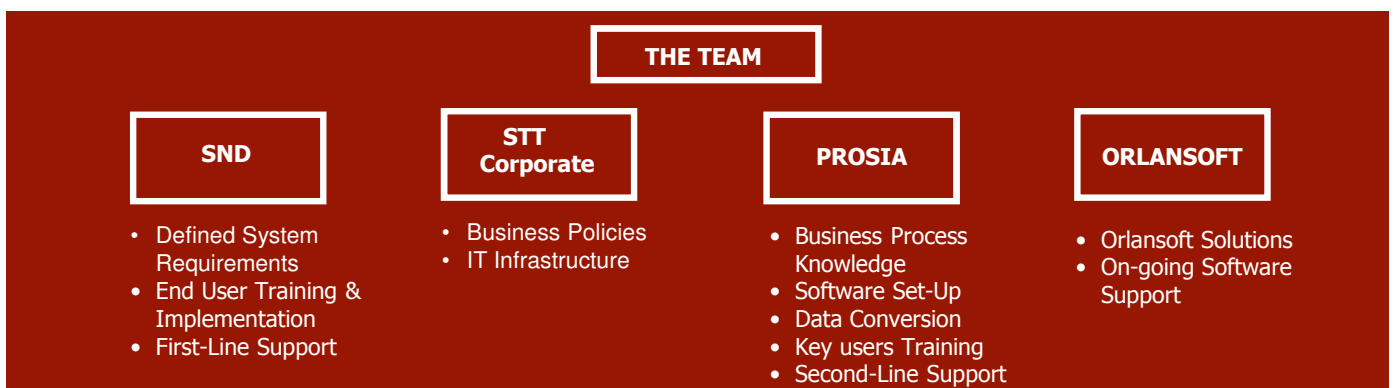 THE TEAM
SND
• Defined System
Requirements
• End User Training &
Implementation
• First-Line Support
STT
Corporate
• Business Policies
• IT Infrastructure
PROSIA
• Business Process
Knowledge
• Software Set-Up
• Data Conversion
• Key users Training
• Second-Line Support
ORLANSOFT
• Orlansoft Solutions
• On-going Software
Support